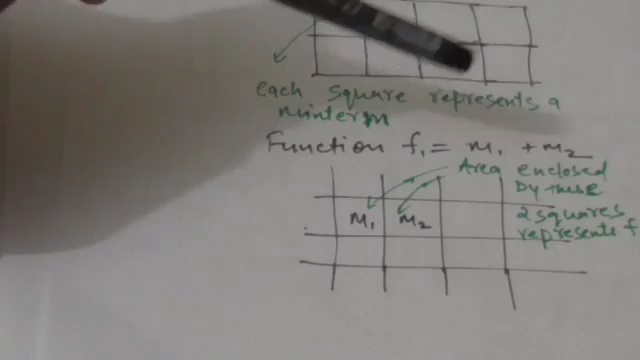 each square represents a
minterm
Function f₁ = m₁ + m₂
Area enclosed
by these
2 squares
represents f
m₁ m₂